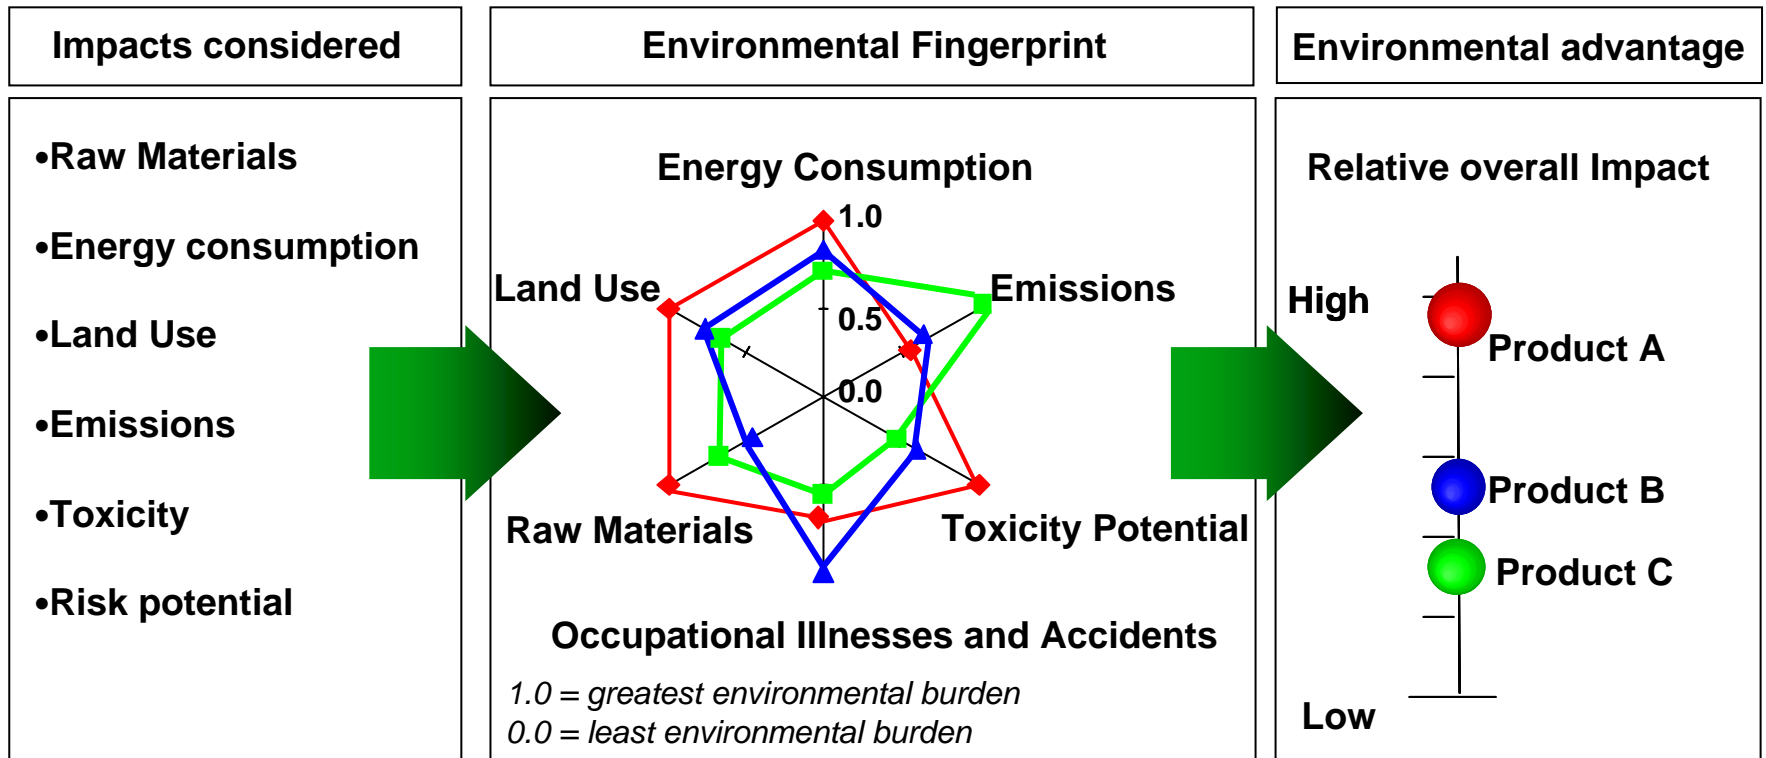 Impacts considered
•Raw Materials
•Energy consumption
•Land Use
•Emissions
•Toxicity
•Risk potential
Environmental Fingerprint
Energy Consumption
1.0
Land Use
Emissions
0.5
0.0
Raw Materials
Toxicity Potential
Occupational Illnesses and Accidents
1.0 = greatest environmental burden
0.0 = least environmental burden
Environmental advantage
Relative overall Impact
High
Product A
Product B
Product C
Low